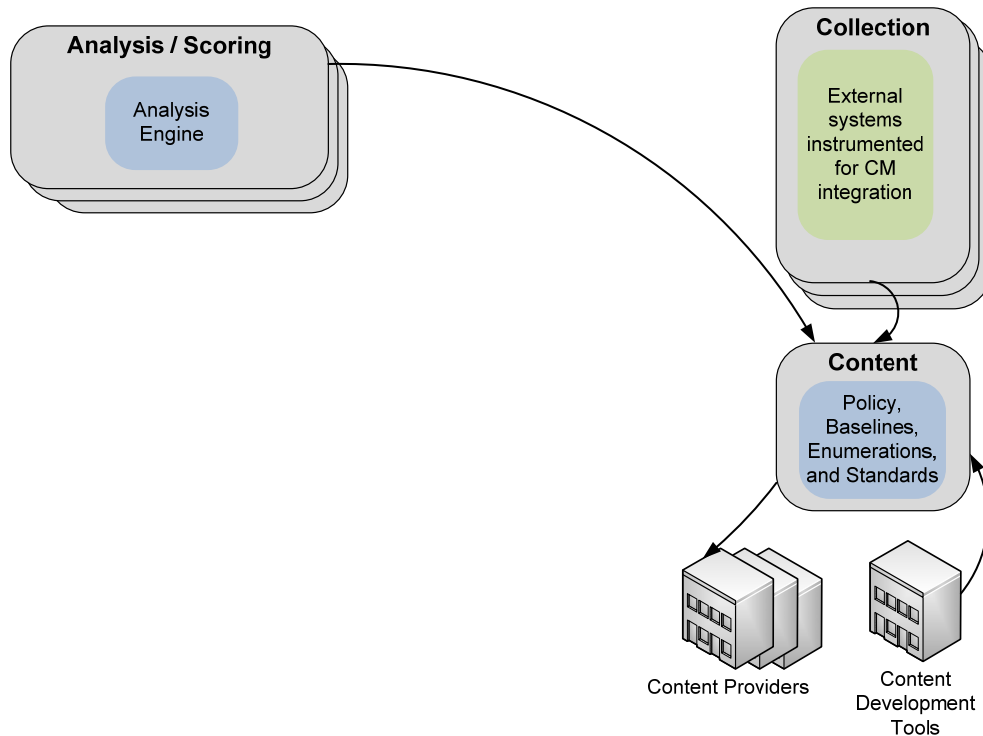 Analysis / Scoring
Analysis
Engine
Collection
External
systems
instrumented
for CM
integration
Content
Policy,
Baselines,
Enumerations,
and Standards
Content Providers
Content
Development
Tools